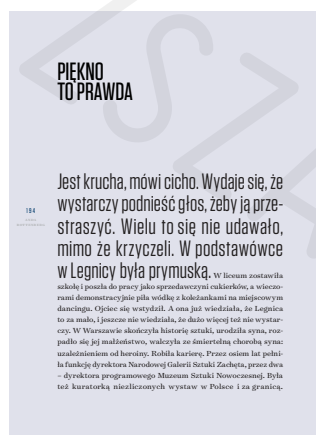 PIĘKNO
TO PRAWDA
Jest krucha, mówi cicho. Wydaje się, że
wystarczy podnieść głos, żeby ją prze-
straszyć. Wielu to się nie udawało,
mimo że krzyczeli. W podstawówce
w Legnicy była prymuską. W liceum zostawiła
szkołę i poszła do pracy jako sprzedawczyni cukierków, a wieczo-
rami demonstracyjnie piła wódkę z koleżankami na miejscowym
dancingu. Ojciec się wstydził. A ona już wiedziała, że Legnica
to za mało, i jeszcze nie wiedziała, że dużo więcej też nie wystar-
czy. W Warszawie skończyła historię sztuki, urodziła syna, roz-
padło się jej małżeństwo, walczyła ze śmiertelną chorobą syna:
uzależnieniem od heroiny. Robiła karierę. Przez osiem lat pełni-
ła funkcję dyrektora Narodowej Galerii Sztuki Zachęta, przez dwa
– dyrektora programowego Muzeum Sztuki Nowoczesnej. Była
też kuratorką niezliczonych wystaw w Polsce i za granicą.
184